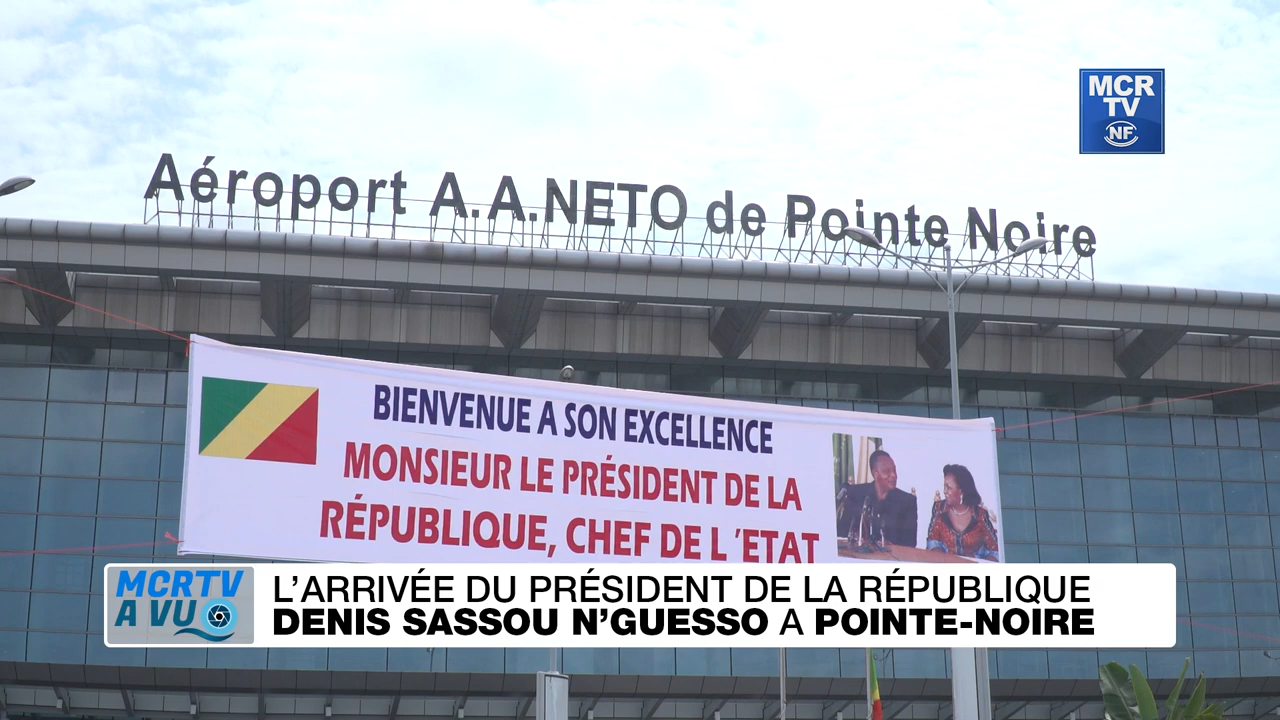 MCR
TV
NF
Aéroport A.A.NETO de Pointe Noire
BIENVENUE A SON EXCELLENCE
MONSIEUR LE PRÉSIDENT DE LA
RÉPUBLIQUE, CHEF DE L ´ETAT
MCRTV
A VU
L’ARRIVÉE DU PRÉSIDENT DE LA RÉPUBLIQUE
DENIS SASSOU N’GUESSO A POINTE-NOIRE